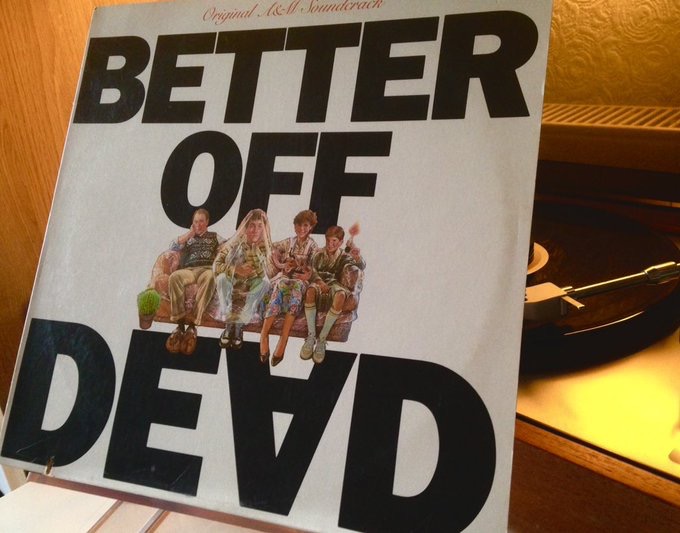 Original A&M Soundtrack
BETTER
OFF
DEAD